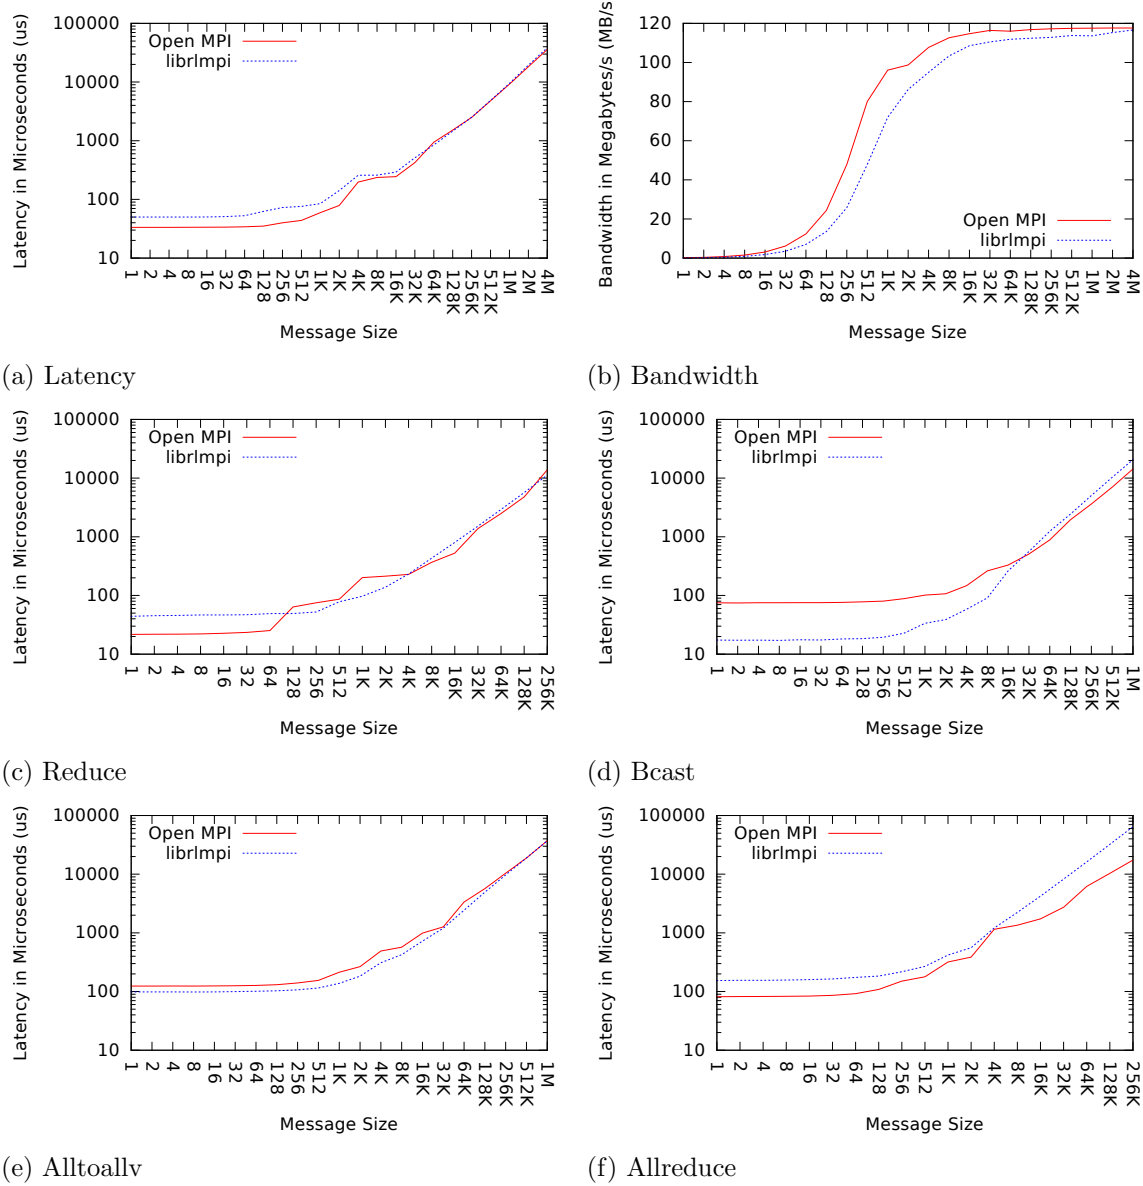 Latency in Microseconds (us)
100000
10000
1000
100
10
Open MPI
librlmpi
1 2 4 8 16 32 64 128 256 512 1K 2K 4K 8K 16K 32K 64K 128K 256K 512K 1M 2M 4M
Message Size
(a) Latency
Bandwidth in Megabytes/s (MB/s
120
100
80
60
40
20
0
Open MPI
librlmpi
1 2 4 8 16 32 64 128 256 512 1K 2K 4K 8K 16K 32K 64K 128K 256K 512K 1M 2M 4M
Message Size
(b) Bandwidth
Latency in Microseconds (us)
100000
10000
1000
100
10
Open MPI
librlmpi
1 2 4 8 16 32 64 128 256 512 1K 2K 4K 8K 16K 32K 64K 128K 256K
Message Size
(c) Reduce
Latency in Microseconds (us)
100000
10000
1000
100
10
Open MPI
librlmpi
1 2 4 8 16 32 64 128 256 512 1K 2K 4K 8K 16K 32K 64K 128K 256K 512K 1M
Message Size
(d) Bcast
Latency in Microseconds (us)
100000
10000
1000
100
10
Open MPI
librlmpi
1 2 4 8 16 32 64 128 256 512 1K 2K 4K 8K 16K 32K 64K 128K 256K 512K 1M
Message Size
(e) Alltoallv
Latency in Microseconds (us)
100000
10000
1000
100
10
Open MPI
librlmpi
1 2 4 8 16 32 64 128 256 512 1K 2K 4K 8K 16K 32K 64K 128K 256K
Message Size
(f) Allreduce